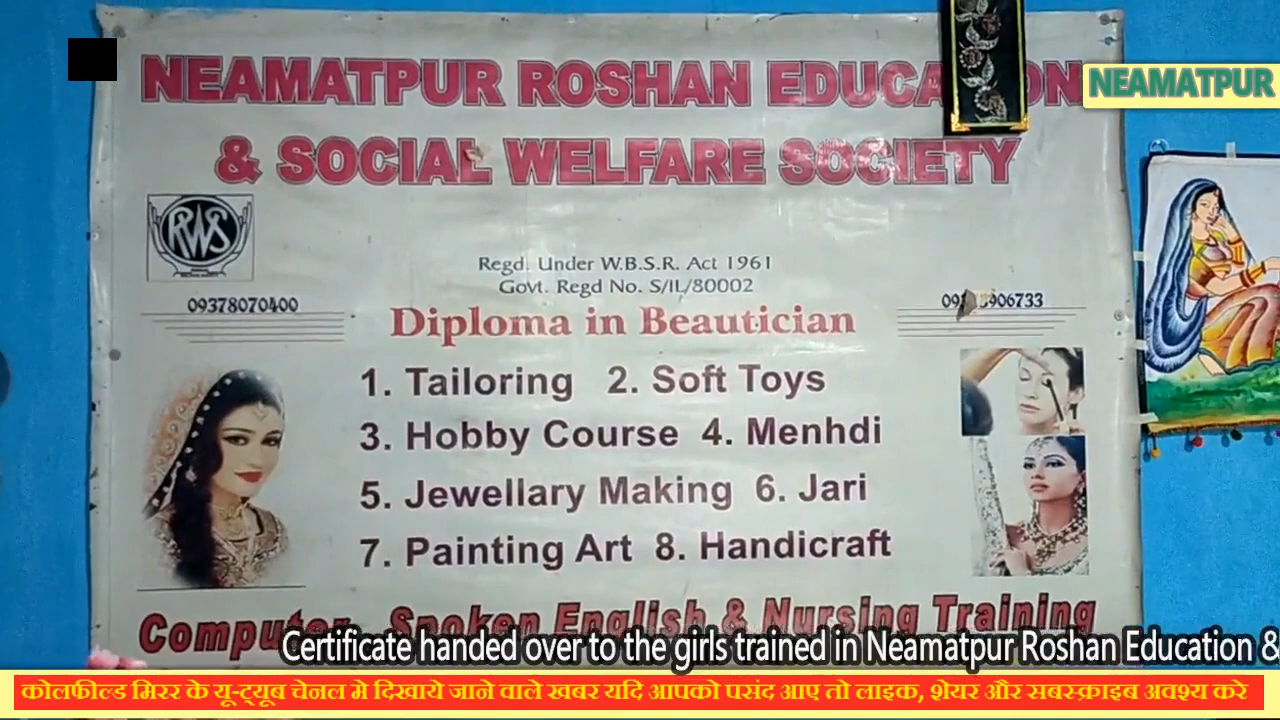 NEAMATPUR ROSHAN
& SOCIAL WELFARE SOCIETY
NEAMATPUR
RWS
Regd. Under W.B.S.R. Act 1961
Govt. Regd No. S/IL/80002
09378070400
Diploma in Beautician
1. Tailoring 2. Soft Toys
3. Hobby Course 4. Menhdi
5. Jewellary Making 6. Jari
7. Painting Art 8. Handicraft
Spoken English & Nursing Training
Certificate handed over to the girls trained in Neamatpur Roshan Education &
कोलफील्ड मिरर के यू-ट्यूब चेनल मे दिखाये जाने वाले खबर यदि आपको पसंद आए तो लाइक, शेयर और सबस्क्राइब अवश्य करे